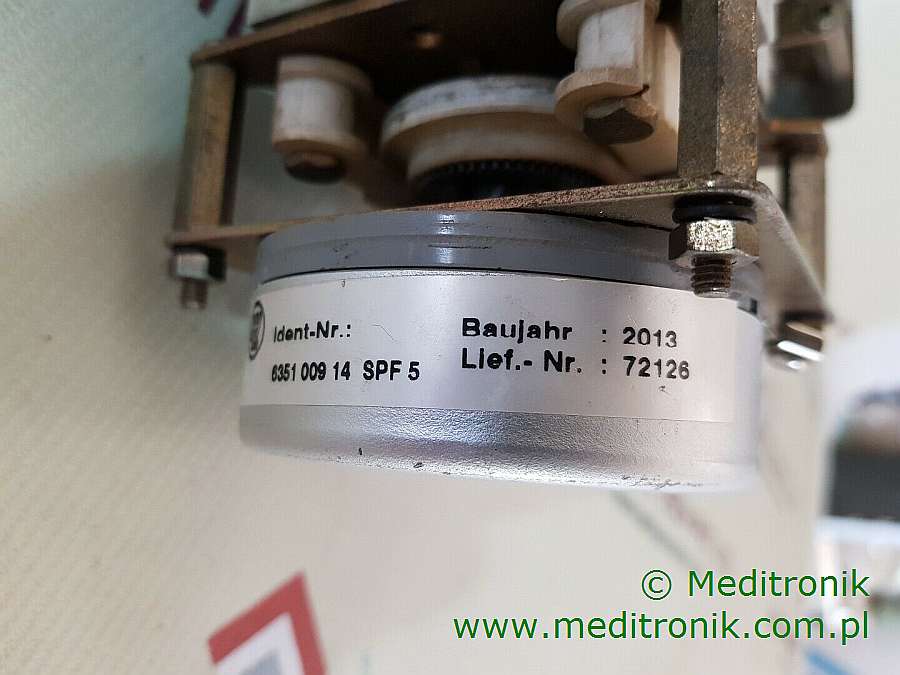 Ident-Nr.:
6351 009 14 SPF 5
Baujahr : 2013
Lief.- Nr. : 72126
© Meditronik
www.meditronik.com.pl